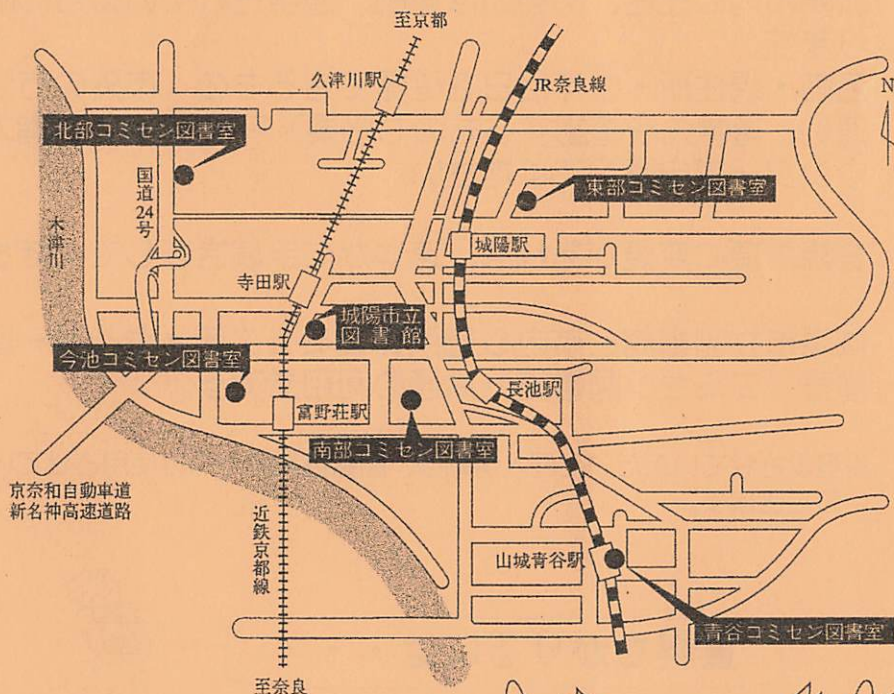 至京都
久津川駅
JR奈良線
N
北部コミセン図書室
国道24号
東部コミセン図書室
木津川
城陽駅
寺田駅
城陽市立
図書館
今池コミセン図書室
長池駅
富野荘駅
南部コミセン図書室
京奈和自動車道
新名神高速道路
近鉄京都線
山城青谷駅
青谷コミセン図書室
至奈良